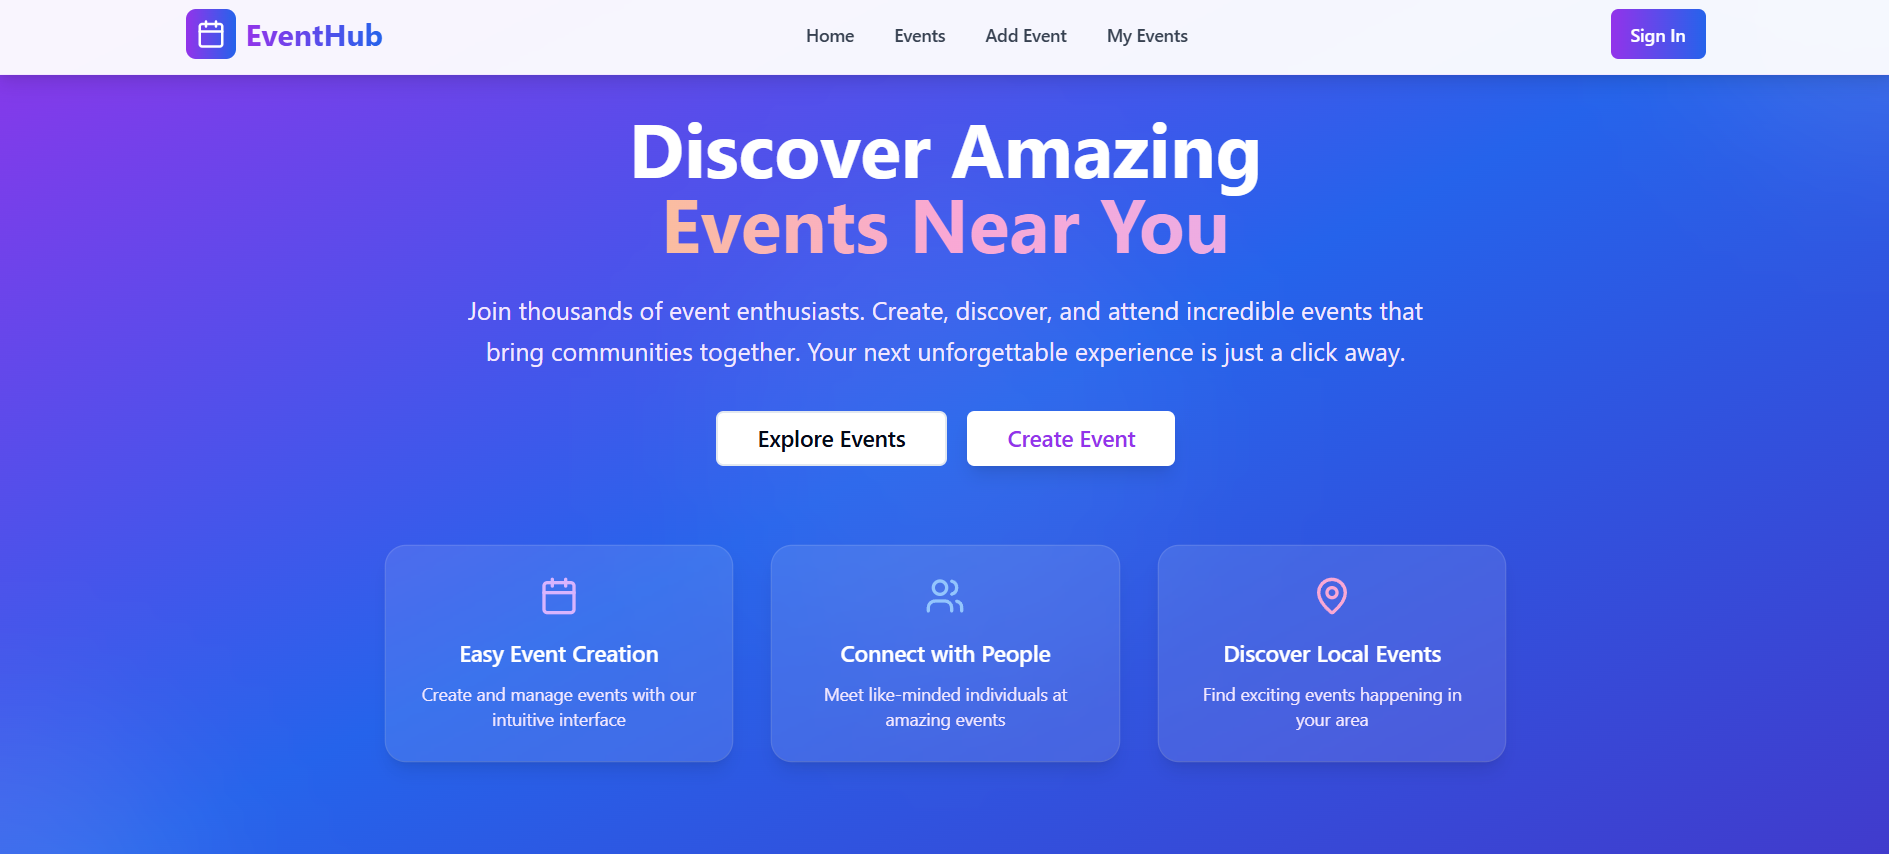 EventHub
Home
Events
Add Event
My Events
Sign In
Discover Amazing
Events Near You
Join thousands of event enthusiasts. Create, discover, and attend incredible events that
bring communities together. Your next unforgettable experience is just a click away.
Explore Events
Create Event
Easy Event Creation
Create and manage events with our
intuitive interface
Connect with People
Meet like-minded individuals at
amazing events
Discover Local Events
Find exciting events happening in
your area